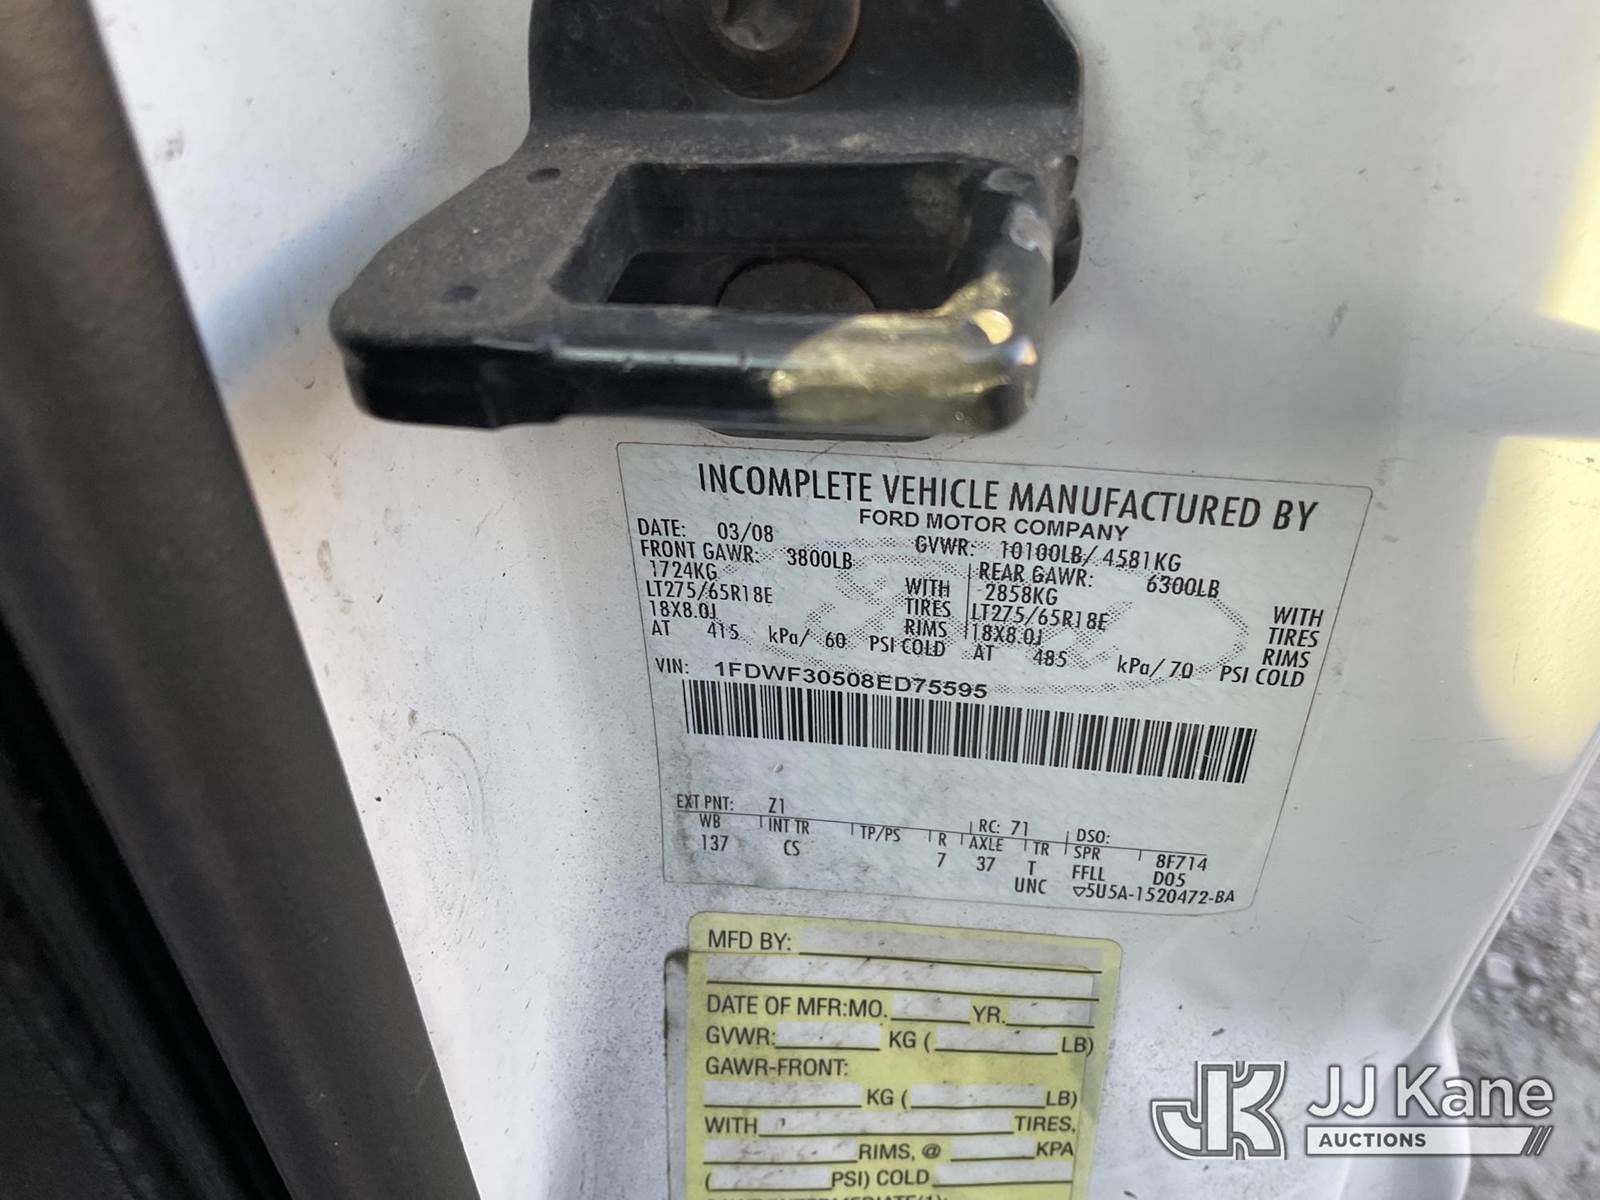 INCOMPLETE VEHICLE MANUFACTURED BY
FORD MOTOR COMPANY
DATE: 03/08 GVWR: 10100LB/ 4581KG
FRONT GAWR: 3800LB REAR GAWR: 6300LB
1724KG WITH 2858KG WITH
LT275/65R18E TIRES LT275/65R18E TIRES
18X8.0J RIMS 18X8.0J RIMS
AT 415 kPa/ 60 PSI COLD AT 485 kPa/ 70 PSI COLD
VIN: 1FDWF30508ED75595
EXT PNT: Z1 RC: 71 DSO:
WB INT TR TP/PS R AXLE TR SPR 8F714
137 CS 7 37 T FFLL D05
UNC ▽5U5A-1520472-BA
MFD BY:
DATE OF MFR:MO. YR.
GVWR: KG ( LB)
GAWR-FRONT:
KG ( LB)
WITH TIRES,
RIMS, @ KPA
( PSI) COLD
JK JJ Kane
AUCTIONS